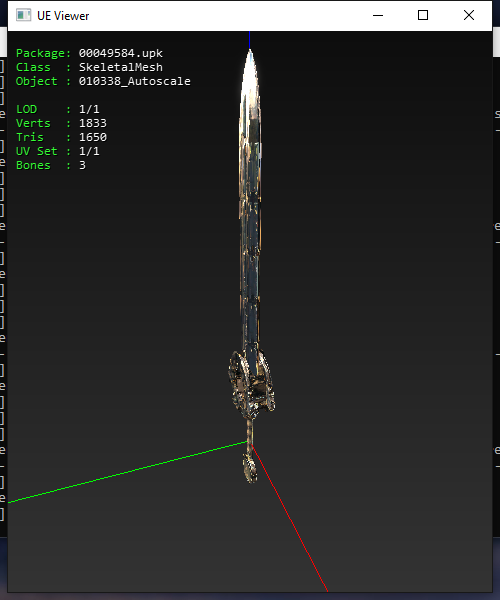 UE Viewer
Package: 00049584.upk
Class  : SkeletalMesh
Object : 010338_Autoscale
LOD    : 1/1
Verts  : 1833
Tris   : 1650
UV Set : 1/1
Bones  : 3